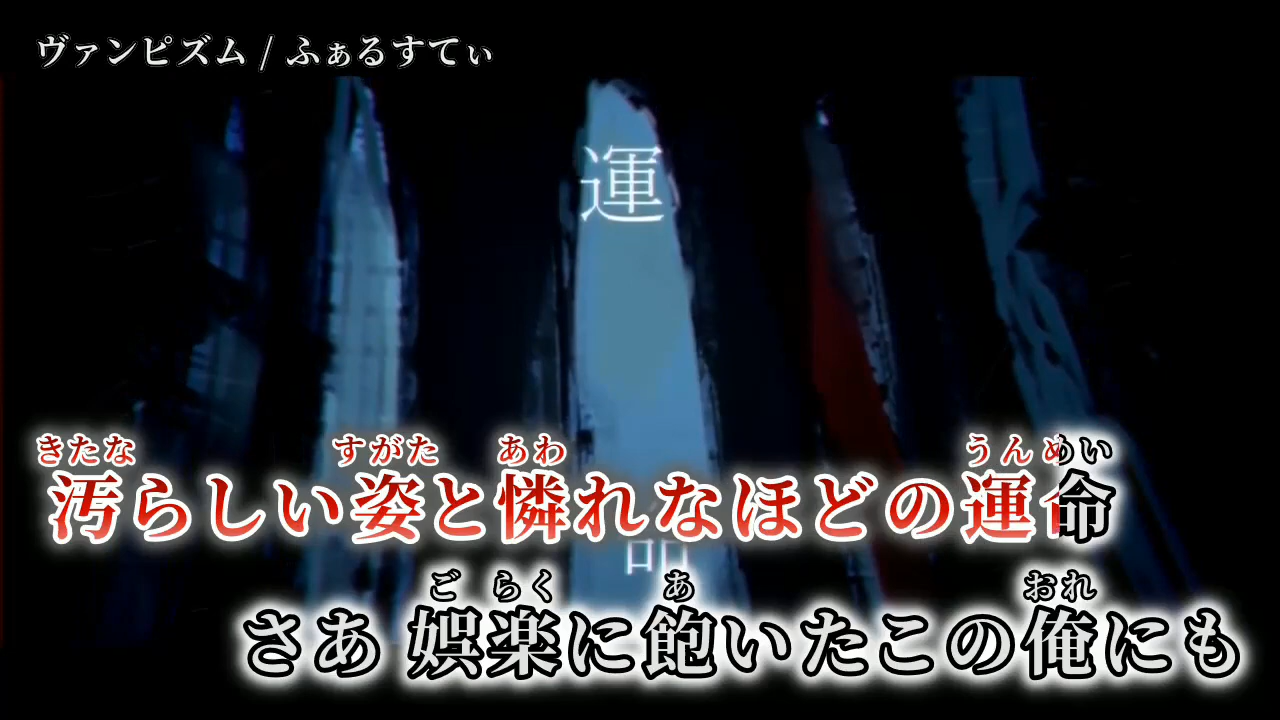 ヴァンピズム / ふぁるすてぃ
運
命
きたな すがた あわ うんめい
汚らしい姿と憐れなほどの運命
ご らく あ おれ
さあ 娯楽に飽いたこの俺にも